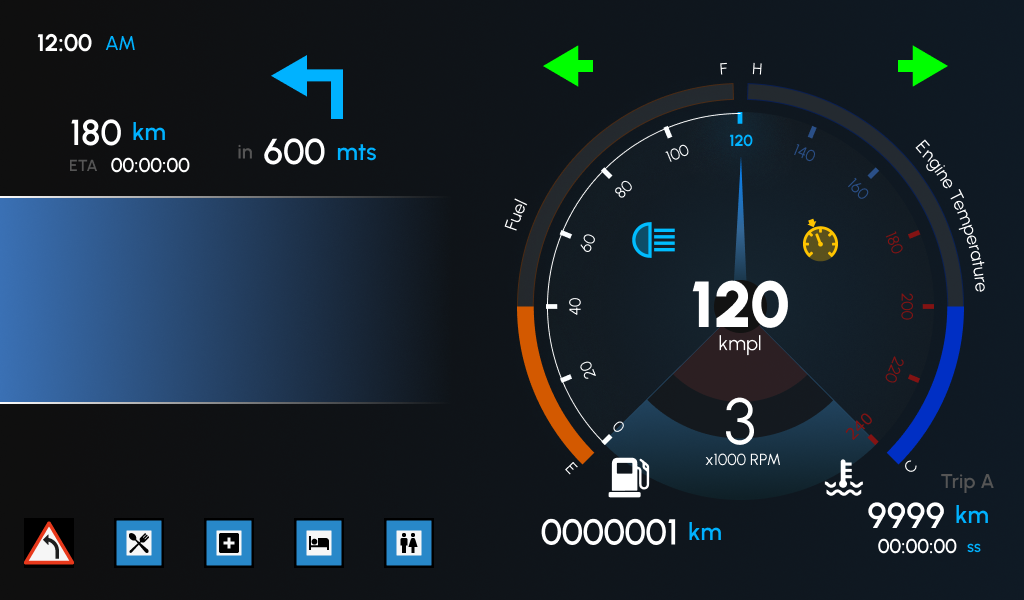 12:00 AM
180 km
ETA 00:00:00
in 600 mts
F H
Fuel
Engine Temperature
0
20
40
60
80
100
120
140
160
180
200
220
240
120
kmpl
3
x1000 RPM
E
C
0000001 km
Trip A
9999 km
00:00:00 ss